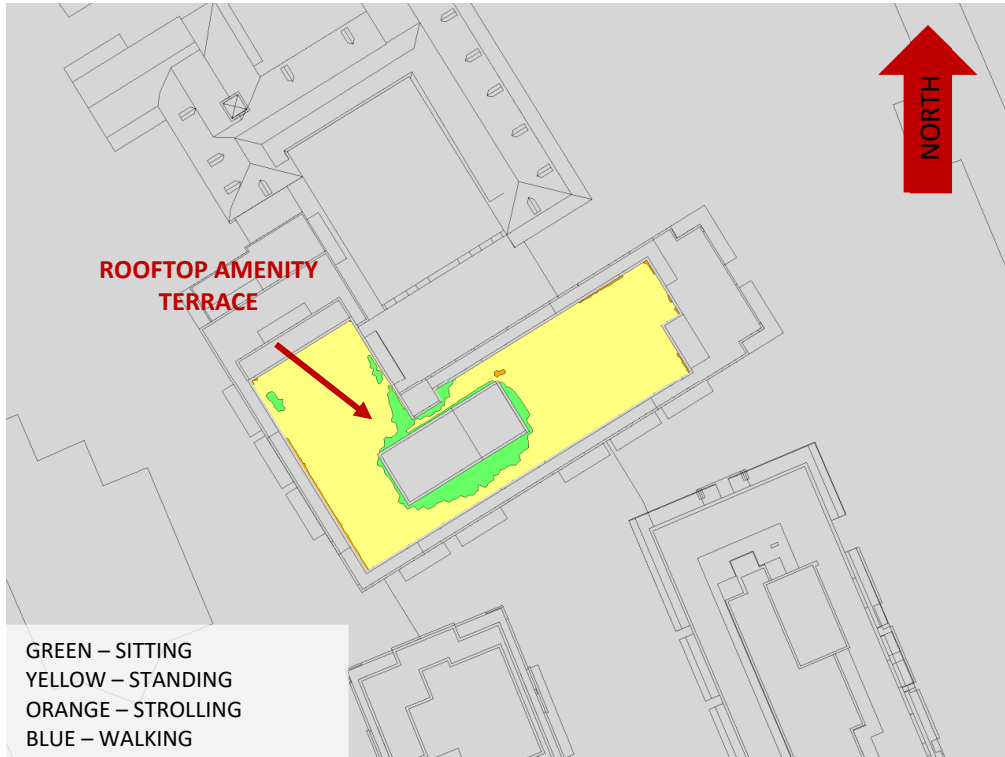 NORTH
ROOFTOP AMENITY
TERRACE
GREEN – SITTING
YELLOW – STANDING
ORANGE – STROLLING
BLUE – WALKING